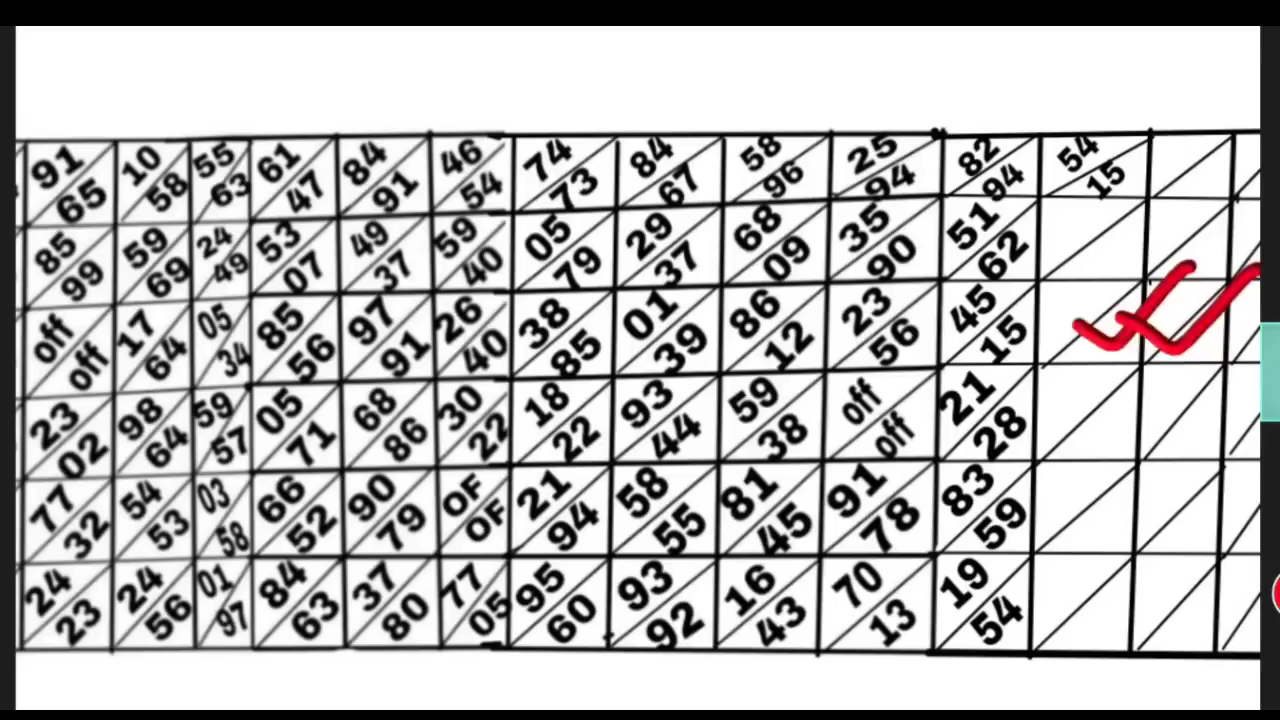 91 65 10 58 55 63 61 47 84 91 46 54 74 73 84 67 58 96 25 94 82 94 54 15
85 99 59 69 24 49 53 07 49 37 59 40 05 79 29 37 68 09 35 90 51 62
off off 17 64 05 34 85 56 97 91 26 40 38 85 01 39 86 12 23 56 45 15
23 02 98 64 59 57 05 71 68 86 30 22 18 22 93 44 59 38 off off 21 28
77 32 54 53 03 58 66 52 90 79 OF OF 21 94 58 55 81 45 91 78 83 59
24 23 24 56 01 97 84 63 37 80 77 05 95 60 93 92 16 43 70 13 19 54